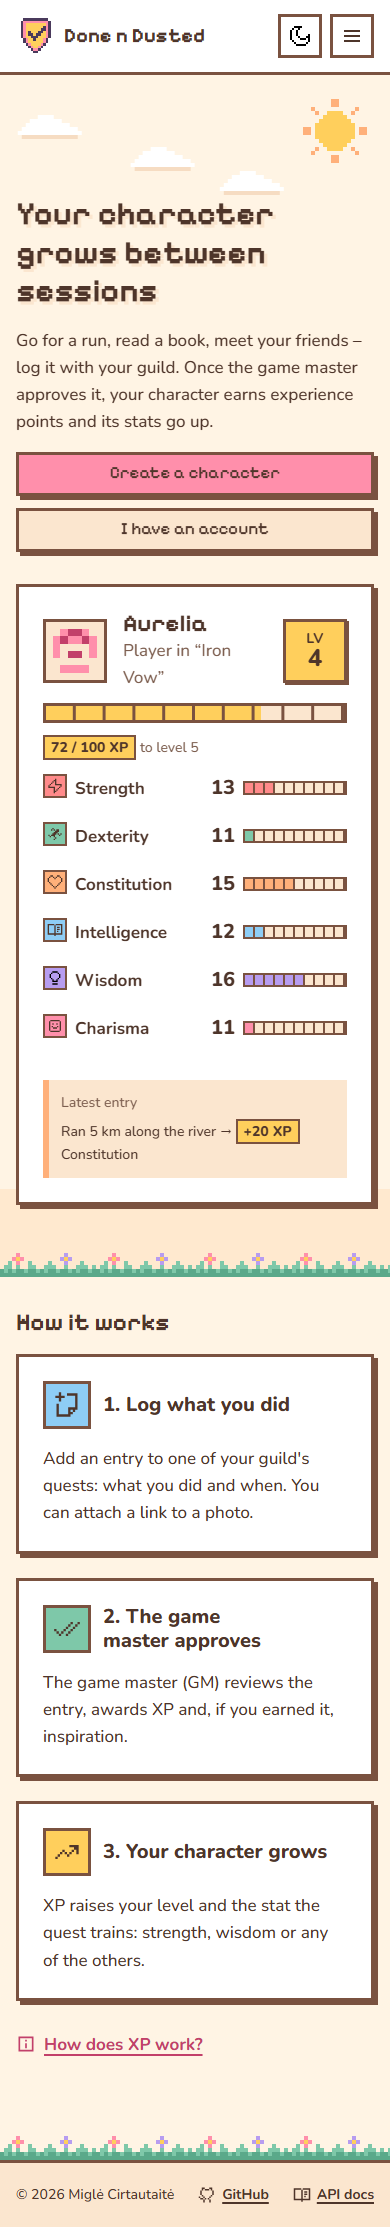 Done n Dusted
Your character
grows between
sessions
Go for a run, read a book, meet your friends –
log it with your guild. Once the game master
approves it, your character earns experience
points and its stats go up.
Create a character
I have an account
Aurelia
Player in “Iron
Vow”
LV
4
72 / 100 XP to level 5
Strength 13
Dexterity 11
Constitution 15
Intelligence 12
Wisdom 16
Charisma 11
Latest entry
Ran 5 km along the river → +20 XP
Constitution
How it works
1. Log what you did
Add an entry to one of your guild's
quests: what you did and when. You
can attach a link to a photo.
2. The game
master approves
The game master (GM) reviews the
entry, awards XP and, if you earned it,
inspiration.
3. Your character grows
XP raises your level and the stat the
quest trains: strength, wisdom or any
of the others.
How does XP work?
© 2026 Miglė Cirtautaitė GitHub API docs